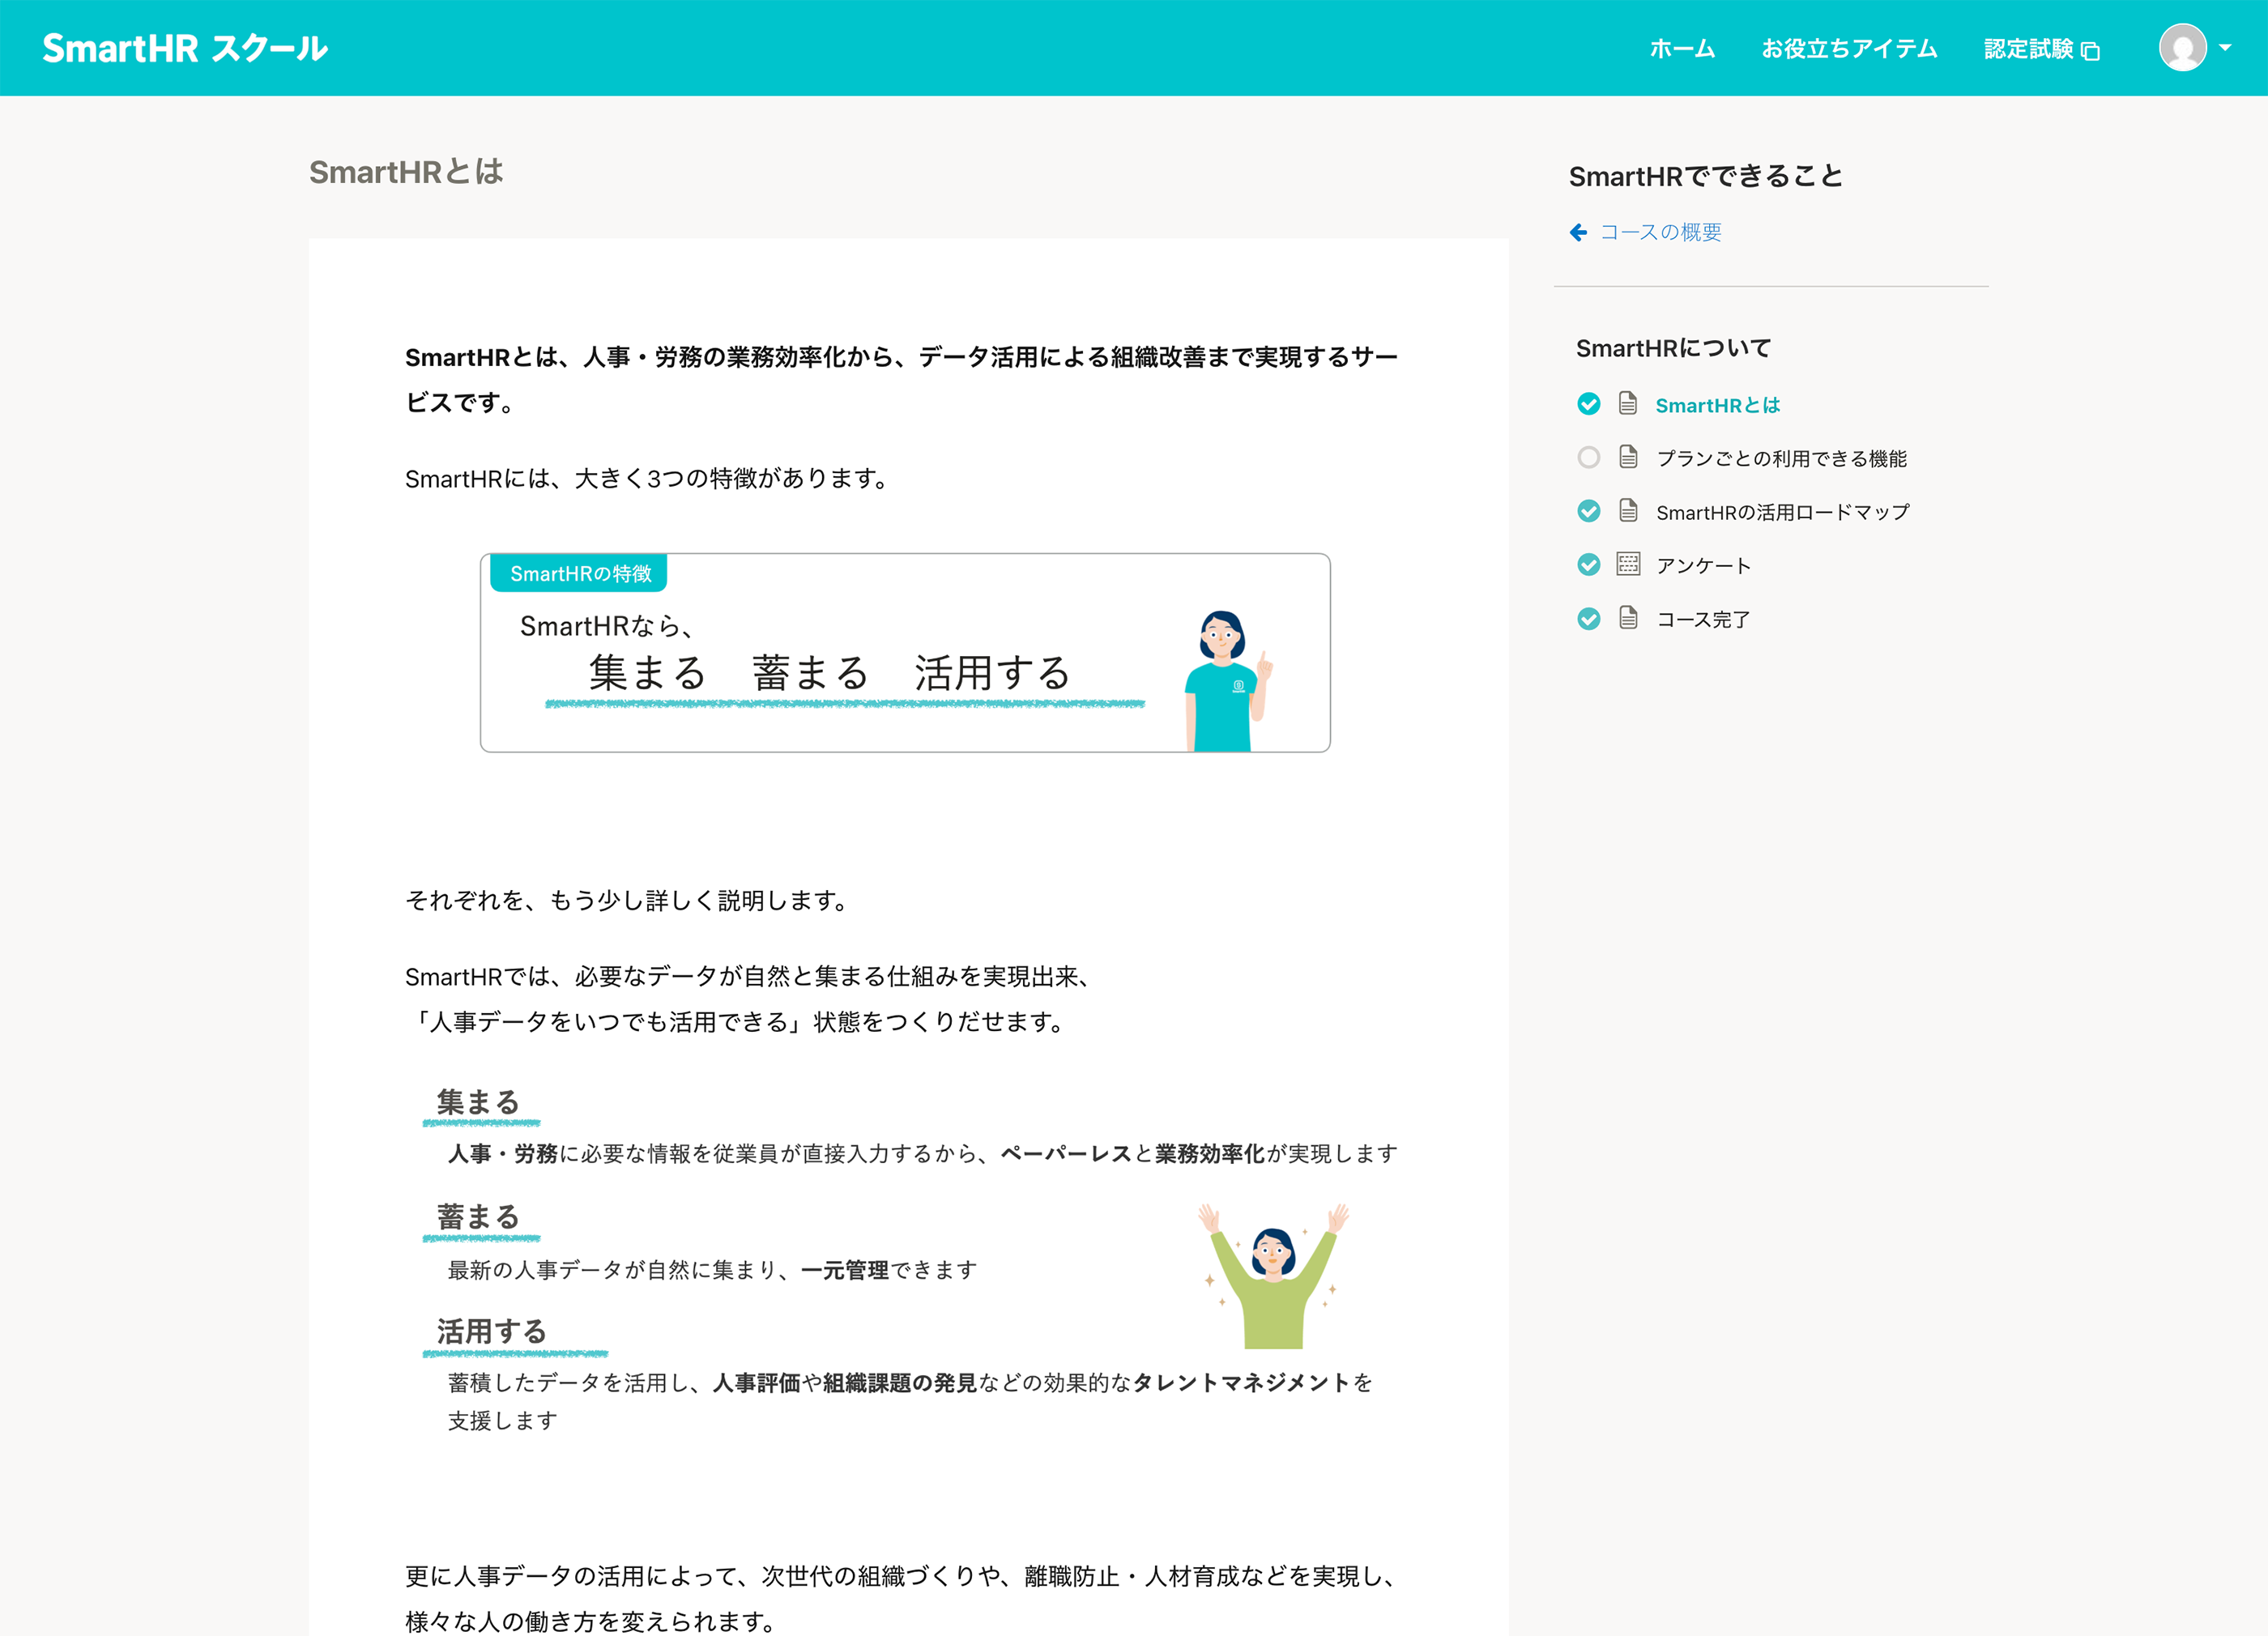 SmartHR スクール
ホーム
お役立ちアイテム
認定試験
SmartHRとは
SmartHRとは、人事・労務の業務効率化から、データ活用による組織改善まで実現するサー
ビスです。
SmartHRには、大きく3つの特徴があります。
SmartHRの特徴
SmartHRなら、
集まる 蓄まる 活用する
それぞれを、もう少し詳しく説明します。
SmartHRでは、必要なデータが自然と集まる仕組みを実現出来、
「人事データをいつでも活用できる」状態をつくりだせます。
集まる
人事・労務に必要な情報を従業員が直接入力するから、ペーパーレスと業務効率化が実現します
蓄まる
最新の人事データが自然に集まり、一元管理できます
活用する
蓄積したデータを活用し、人事評価や組織課題の発見などの効果的なタレントマネジメントを
支援します
更に人事データの活用によって、次世代の組織づくりや、離職防止・人材育成などを実現し、
様々な人の働き方を変えられます。
SmartHRでできること
コースの概要
SmartHRについて
SmartHRとは
プランごとの利用できる機能
SmartHRの活用ロードマップ
アンケート
コース完了